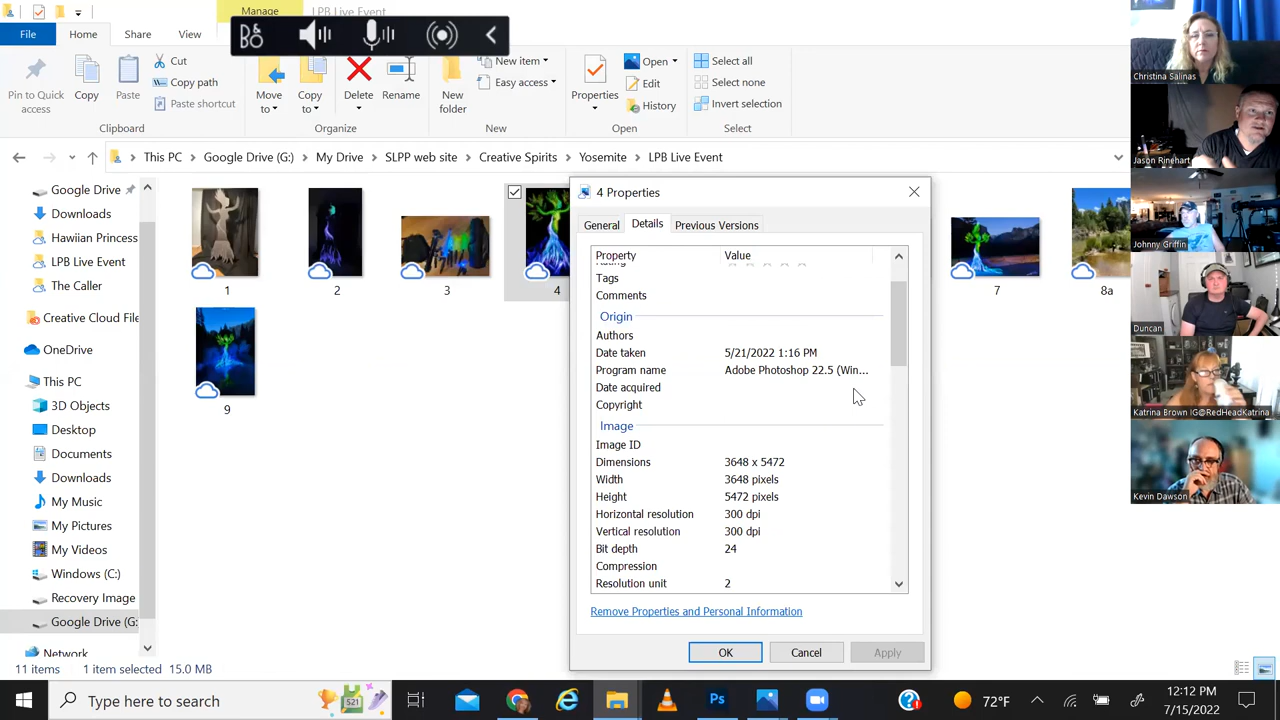 Manage
LPB Live Event
File
Home
Share
View
B&O
Pin to Quick access
Copy
Paste
Cut
Copy path
Paste shortcut
Clipboard
Move to
Copy to
Delete
Rename
Organize
New folder
New item
Easy access
New
Properties
Open
Edit
History
Open
Select all
Select none
Invert selection
Select
This PC > Google Drive (G:) > My Drive > SLPP web site > Creative Spirits > Yosemite > LPB Live Event
Google Drive
Downloads
Hawiian Princess
LPB Live Event
The Caller
Creative Cloud File
OneDrive
This PC
3D Objects
Desktop
Documents
Downloads
My Music
My Pictures
My Videos
Windows (C:)
Recovery Image
Google Drive (G:
Network
1
2
3
4
7
8a
9
4 Properties
General
Details
Previous Versions
Property Value
Rating
Tags
Comments
Origin
Authors
Date taken 5/21/2022 1:16 PM
Program name Adobe Photoshop 22.5 (Win...
Date acquired
Copyright
Image
Image ID
Dimensions 3648 x 5472
Width 3648 pixels
Height 5472 pixels
Horizontal resolution 300 dpi
Vertical resolution 300 dpi
Bit depth 24
Compression
Resolution unit 2
Remove Properties and Personal Information
OK
Cancel
Apply
Christina Salinas
Jason Rinehart
Johnny Griffin
Duncan
Katrina Brown IG@RedHeadKatrina
Kevin Dawson
11 items 1 item selected 15.0 MB
Type here to search
521
Ps
72°F
12:12 PM
7/15/2022